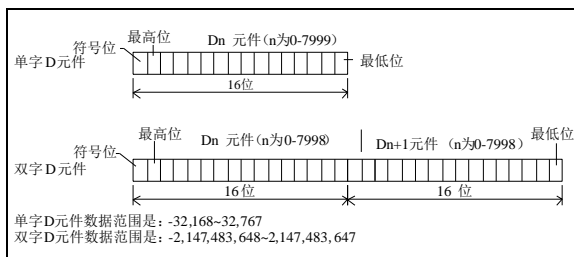 最高位 Dn 元件(n为0-7999)
符号位
单字D元件 最低位
16位
最高位 Dn 元件(n为0-7998) Dn+1元件 (n为0-7998) 最低位
符号位
双字D元件
16位 16 位
单字D元件数据范围是：-32,168~32,767
双字D元件数据范围是：-2,147,483,648~2,147,483,647